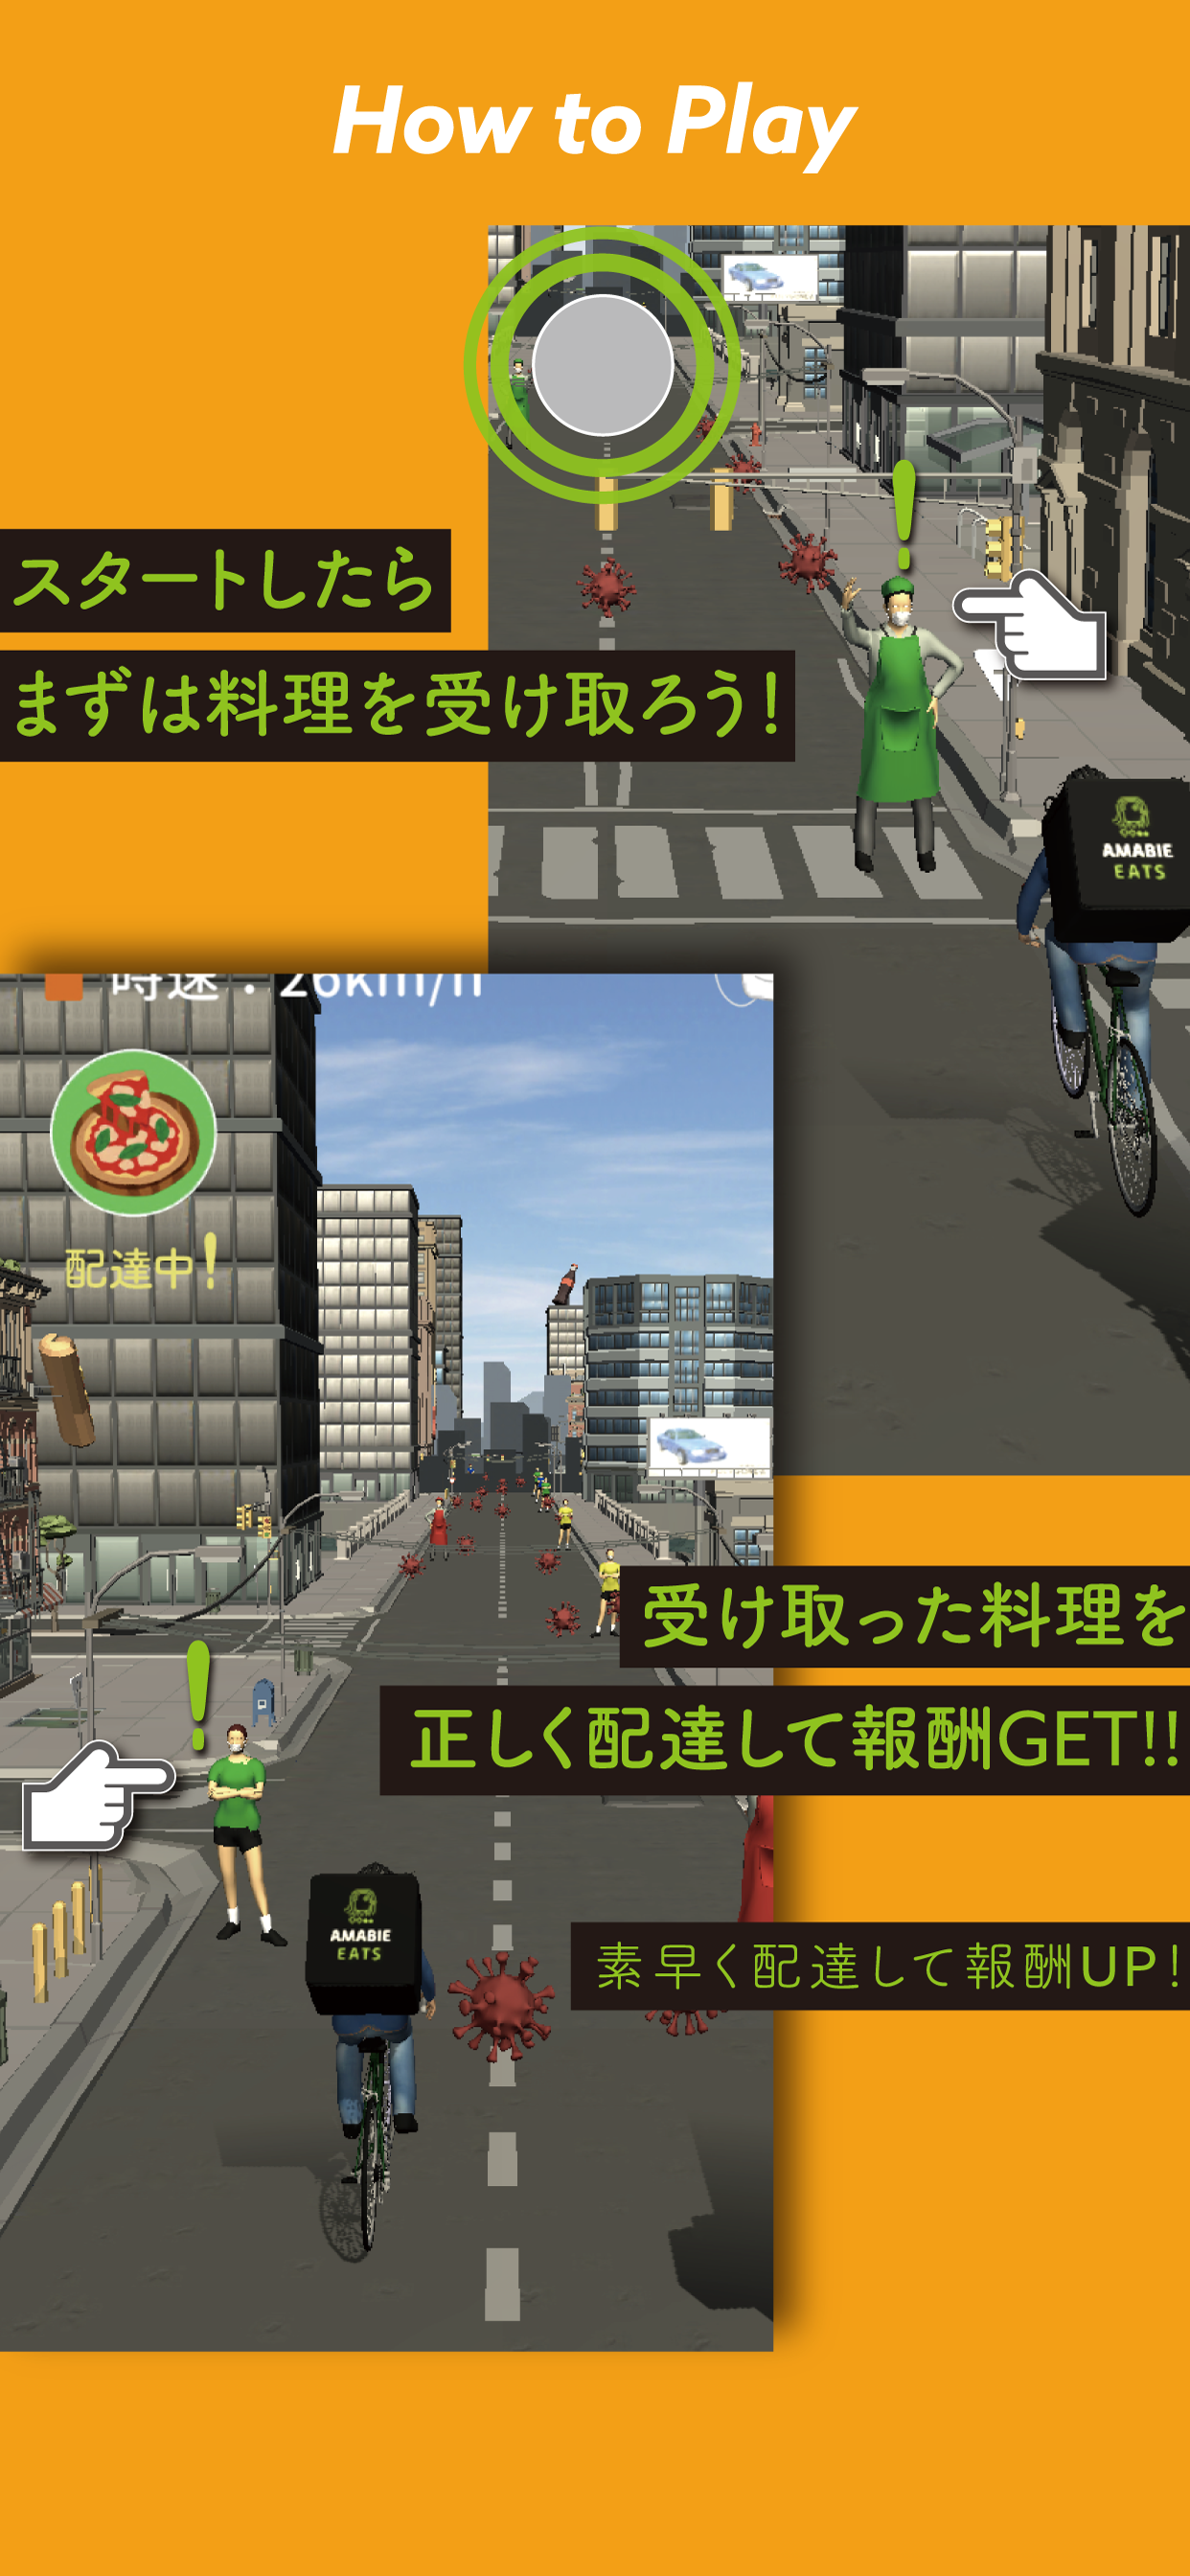 How to Play
スタートしたら
まずは料理を受け取ろう!
AMABIE
EATS
時速：26km/h
配達中!
受け取った料理を
正しく配達して報酬GET!!
AMABIE
EATS
素早く配達して報酬UP!